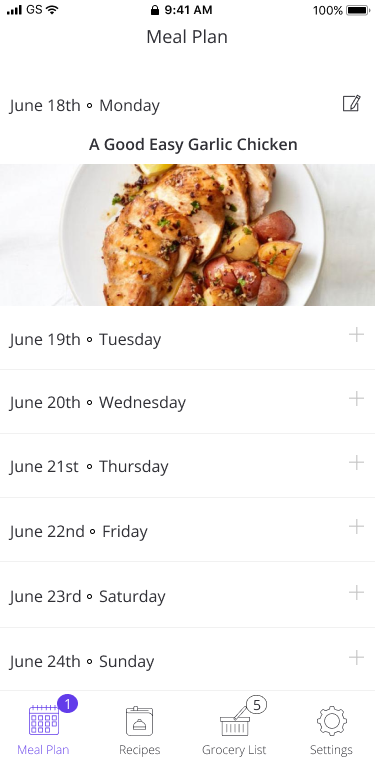 GS 9:41 AM 100%
Meal Plan
June 18th Monday
A Good Easy Garlic Chicken
June 19th Tuesday
June 20th Wednesday
June 21st Thursday
June 22nd Friday
June 23rd Saturday
June 24th Sunday
1 5
Meal Plan Recipes Grocery List Settings